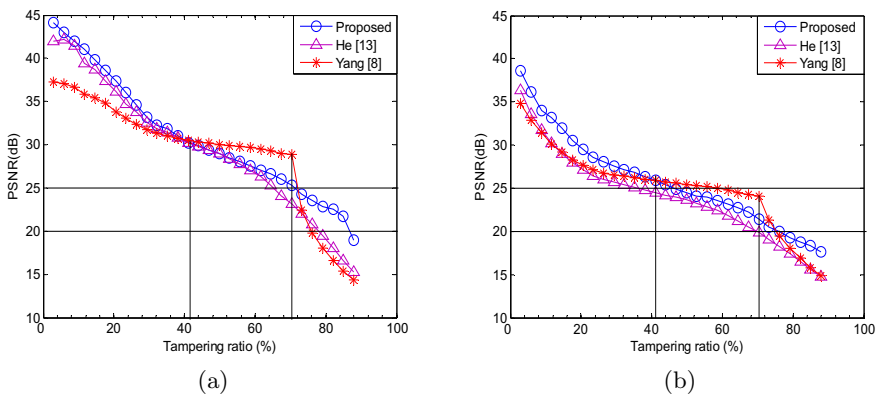 45
40
35
30
25
20
15
10
PSNR(dB)
0
20
40
60
80
100
Tampering ratio (%)
Proposed
He [13]
Yang [8]
(a)
45
40
35
30
25
20
15
10
PSNR(dB)
0
20
40
60
80
100
Tampering ratio (%)
Proposed
He [13]
Yang [8]
(b)